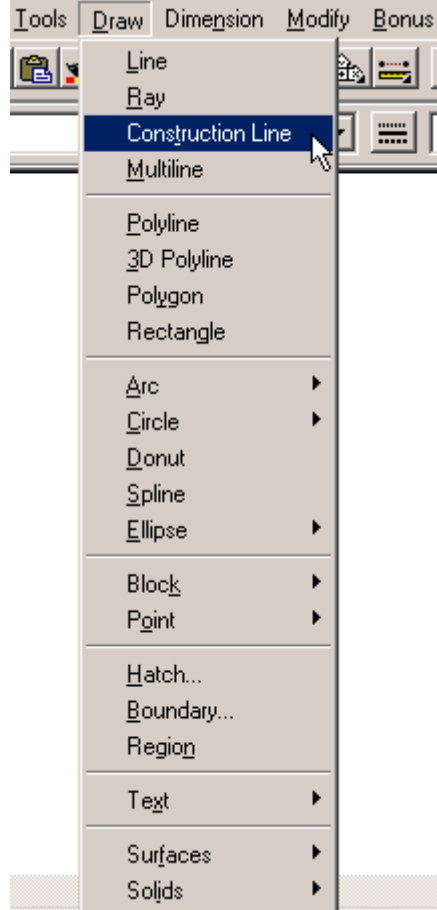 Tools Draw Dimension Modify Bonus
Line
Ray
Construction Line
Multiline
Polyline
3D Polyline
Polygon
Rectangle
Arc
Circle
Donut
Spline
Ellipse
Block
Point
Hatch...
Boundary...
Region
Text
Surfaces
Solids